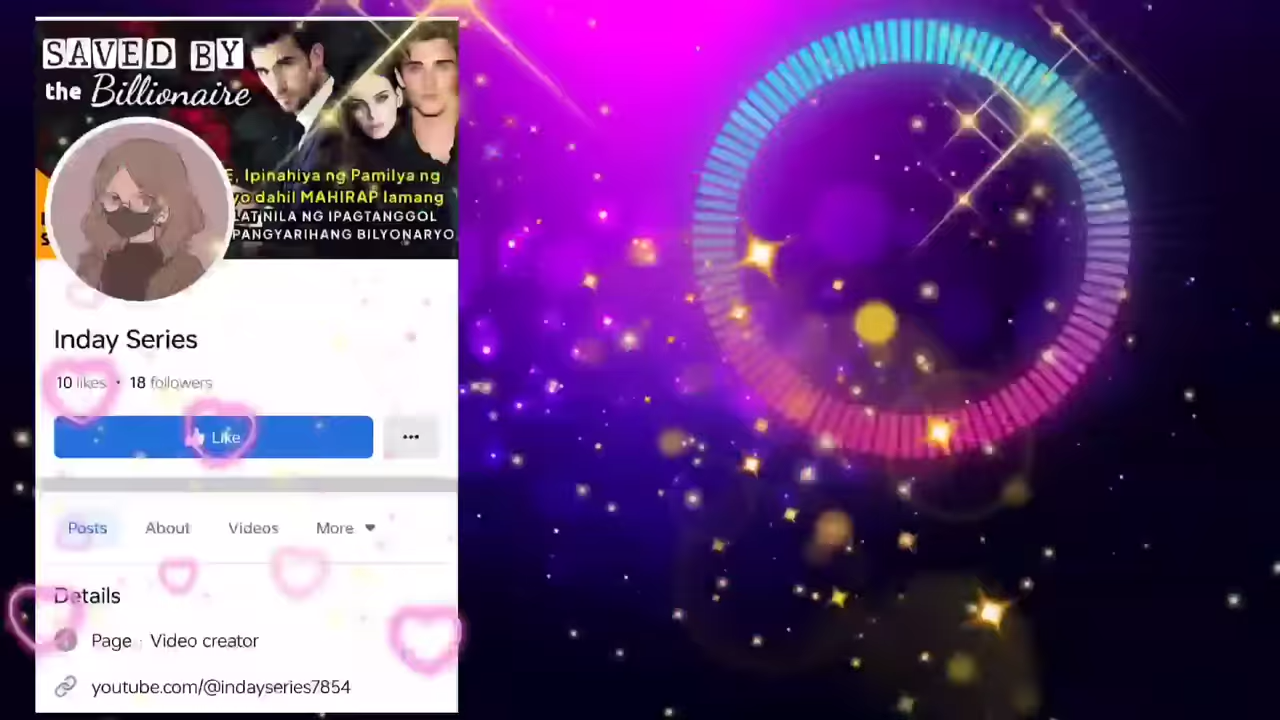 SAVED BY
the Billionaire
E, Ipinahiya ng Pamilya ng
yo dahil MAHIRAP lamang
LAT NILA NG IPAGTANGGOL
PANGYARIHANG BILYONARYO
Inday Series
10 likes · 18 followers
Like
Posts About Videos More
Details
Page · Video creator
youtube.com/@indayseries7854